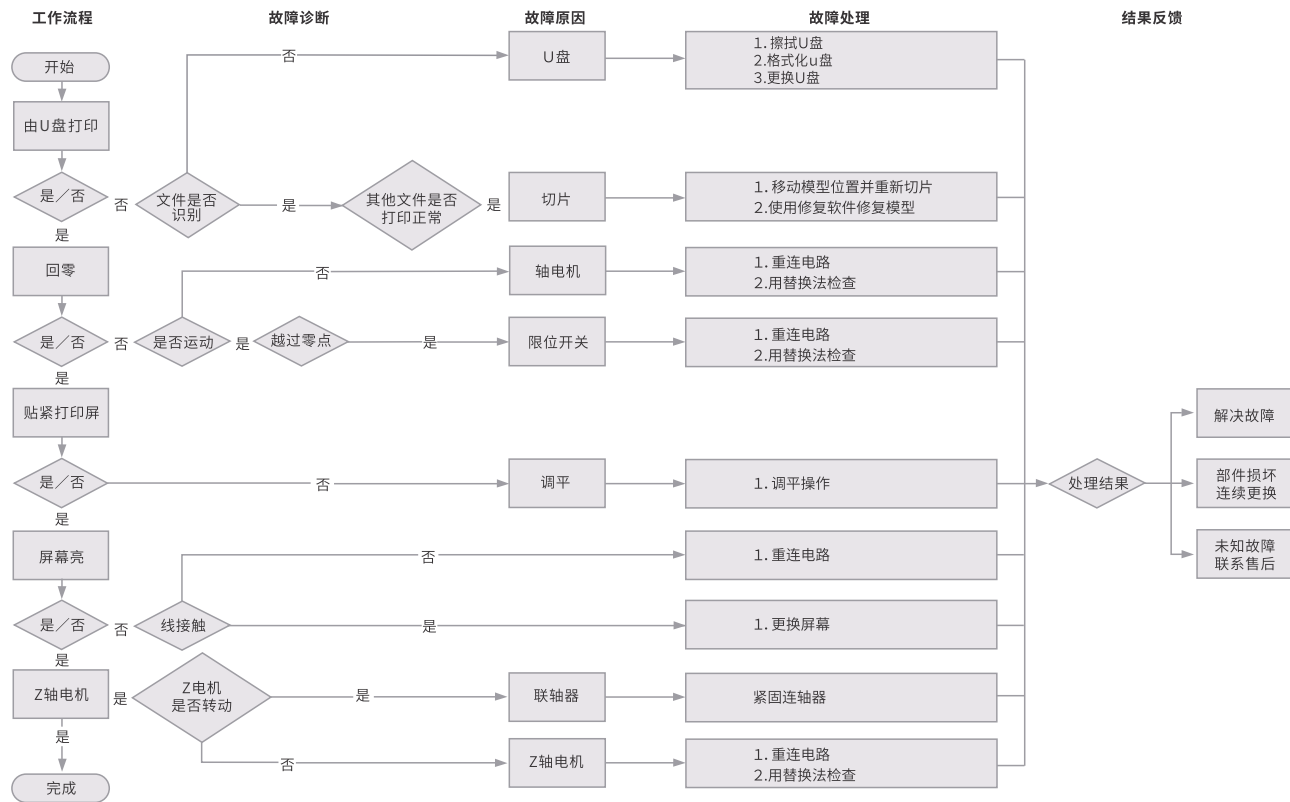 工作流程
故障诊断
故障原因
故障处理
结果反馈
开始
否
U盘
1. 擦拭U盘
2.格式化u盘
3.更换U盘
由U盘打印
是／否
否
文件是否
识别
是
其他文件是否
打印正常
是
切片
1. 移动模型位置并重新切片
2.使用修复软件修复模型
是
回零
否
轴电机
1. 重连电路
2.用替换法检查
是／否
否
是否运动
是
越过零点
是
限位开关
1. 重连电路
2.用替换法检查
是
贴紧打印屏
解决故障
是／否
否
调平
1. 调平操作
处理结果
部件损坏
连续更换
是
屏幕亮
否
1. 重连电路
未知故障
联系售后
是／否
否
线接触
是
1. 更换屏幕
是
Z轴电机
是
Z电机
是否转动
是
联轴器
紧固连轴器
是
否
Z轴电机
1. 重连电路
2.用替换法检查
完成